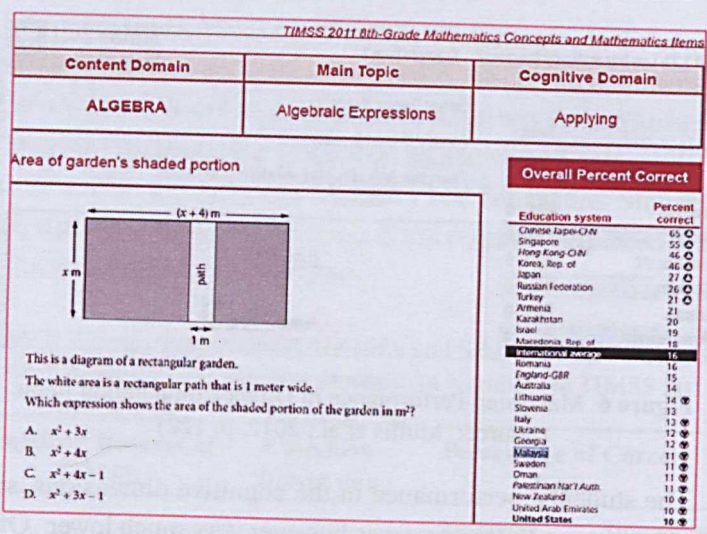 TIMSS 2011 8th-Grade Mathematics Concepts and Mathematics Items
Content Domain Main Topic Cognitive Domain
ALGEBRA Algebraic Expressions Applying
Area of garden's shaded portion
(x + 4) m
x m
path
1 m
This is a diagram of a rectangular garden.
The white area is a rectangular path that is 1 meter wide.
Which expression shows the area of the shaded portion of the garden in m²?
A. x² + 3x
B. x² + 4x
C. x² + 4x – 1
D. x² + 3x – 1
Overall Percent Correct
Education system Percent correct
Chinese Taipei-CHN 65
Singapore 55
Hong Kong-CHN 46
Korea, Rep. of 46
Japan 27
Russian Federation 26
Turkey 21
Armenia 21
Kazakhstan 20
Israel 19
Macedonia, Rep. of 18
International average 16
Romania 16
England-GBR 15
Australia 15
Lithuania 14
Slovenia
Italy 13
Ukraine 12
Georgia 12
Malaysia 11
Sweden 11
Oman 11
Palestinian Nat'l Auth. 11
New Zealand
United Arab Emirates 10
United States 10